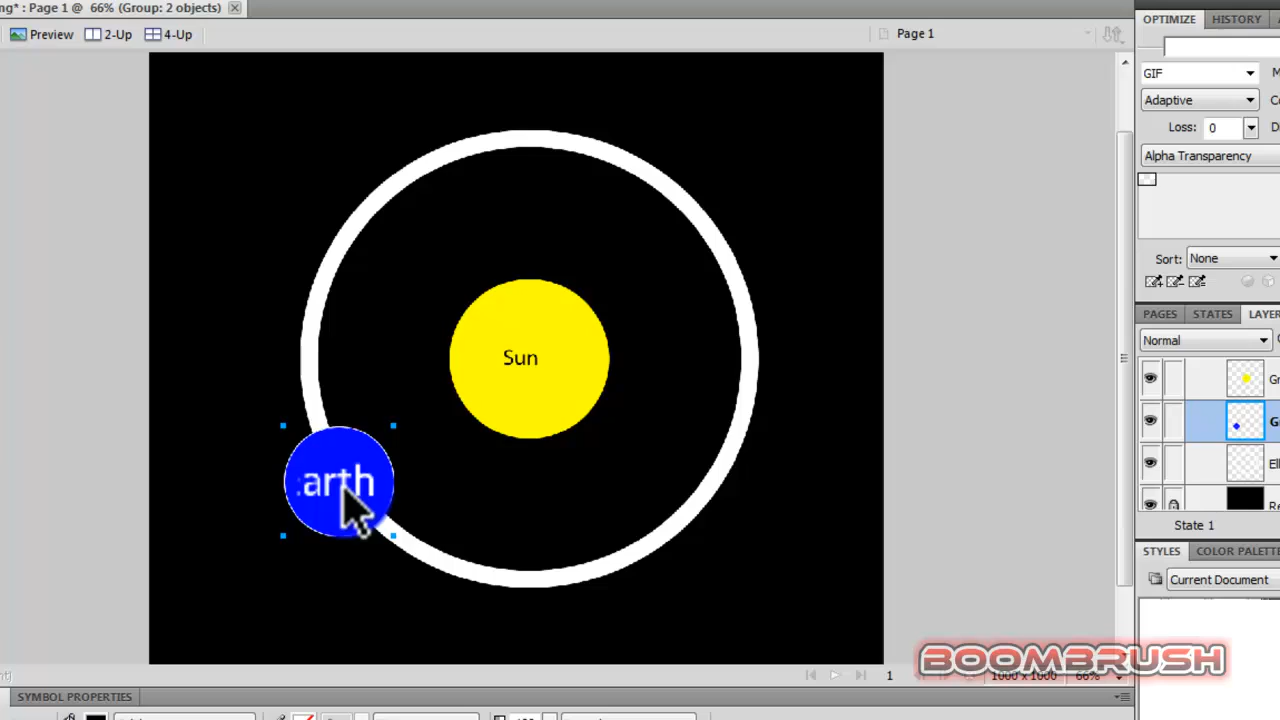 ng* : Page 1 @ 66% (Group: 2 objects)
Preview 2-Up 4-Up
Page 1
OPTIMIZE HISTORY
GIF
Adaptive
Loss: 0
Alpha Transparency
Sort: None
PAGES STATES LAYER
Normal
State 1
STYLES COLOR PALETTE
Current Document
Sun
arth
BOOMBRUSH
1 1000 x 1000 66%
SYMBOL PROPERTIES